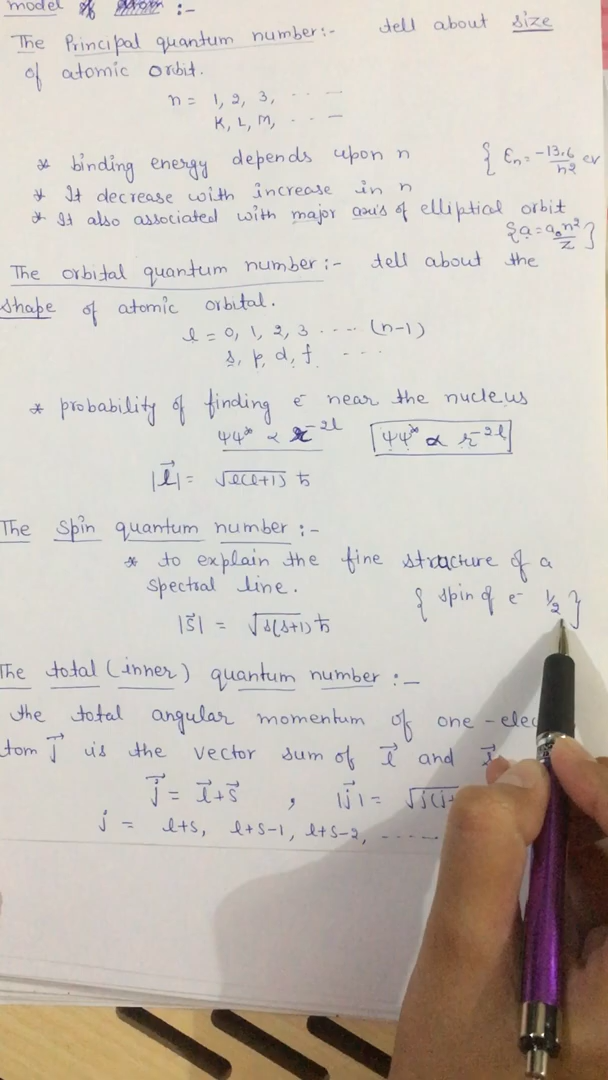 model of :-
The Principal quantum number:- tell about size
of atomic orbit.
n = 1, 2, 3, ... ...
K, L, M, ... ...
* binding energy depends upon n { En = -13.6/n² ev
* It decrease with increase in n
* It also associated with major axis of elliptial orbit
{a = a₀n²/Z}
The orbital quantum number:- tell about the
shape of atomic orbital.
l = 0, 1, 2, 3 .... (n-1)
s, p, d, f. ...
* probability of finding e⁻ near the nucleus
ψψ* ∝ r⁻²ˡ ψψ* ∝ r⁻²ˡ
|l⃗| = √l(l+1) ħ
The spin quantum number:-
* to explain the fine structure of a
spectral line.
{ spin of e⁻ 1/2 }
|s⃗| = √s(s+1) ħ
The total (inner) quantum number:-
the total angular momentum of one-elec
tom j⃗ is the vector sum of l⃗ and
j⃗ = l⃗+s⃗ , |j⃗| = √j(j+
j = l+s, l+s-1, l+s-2, .....